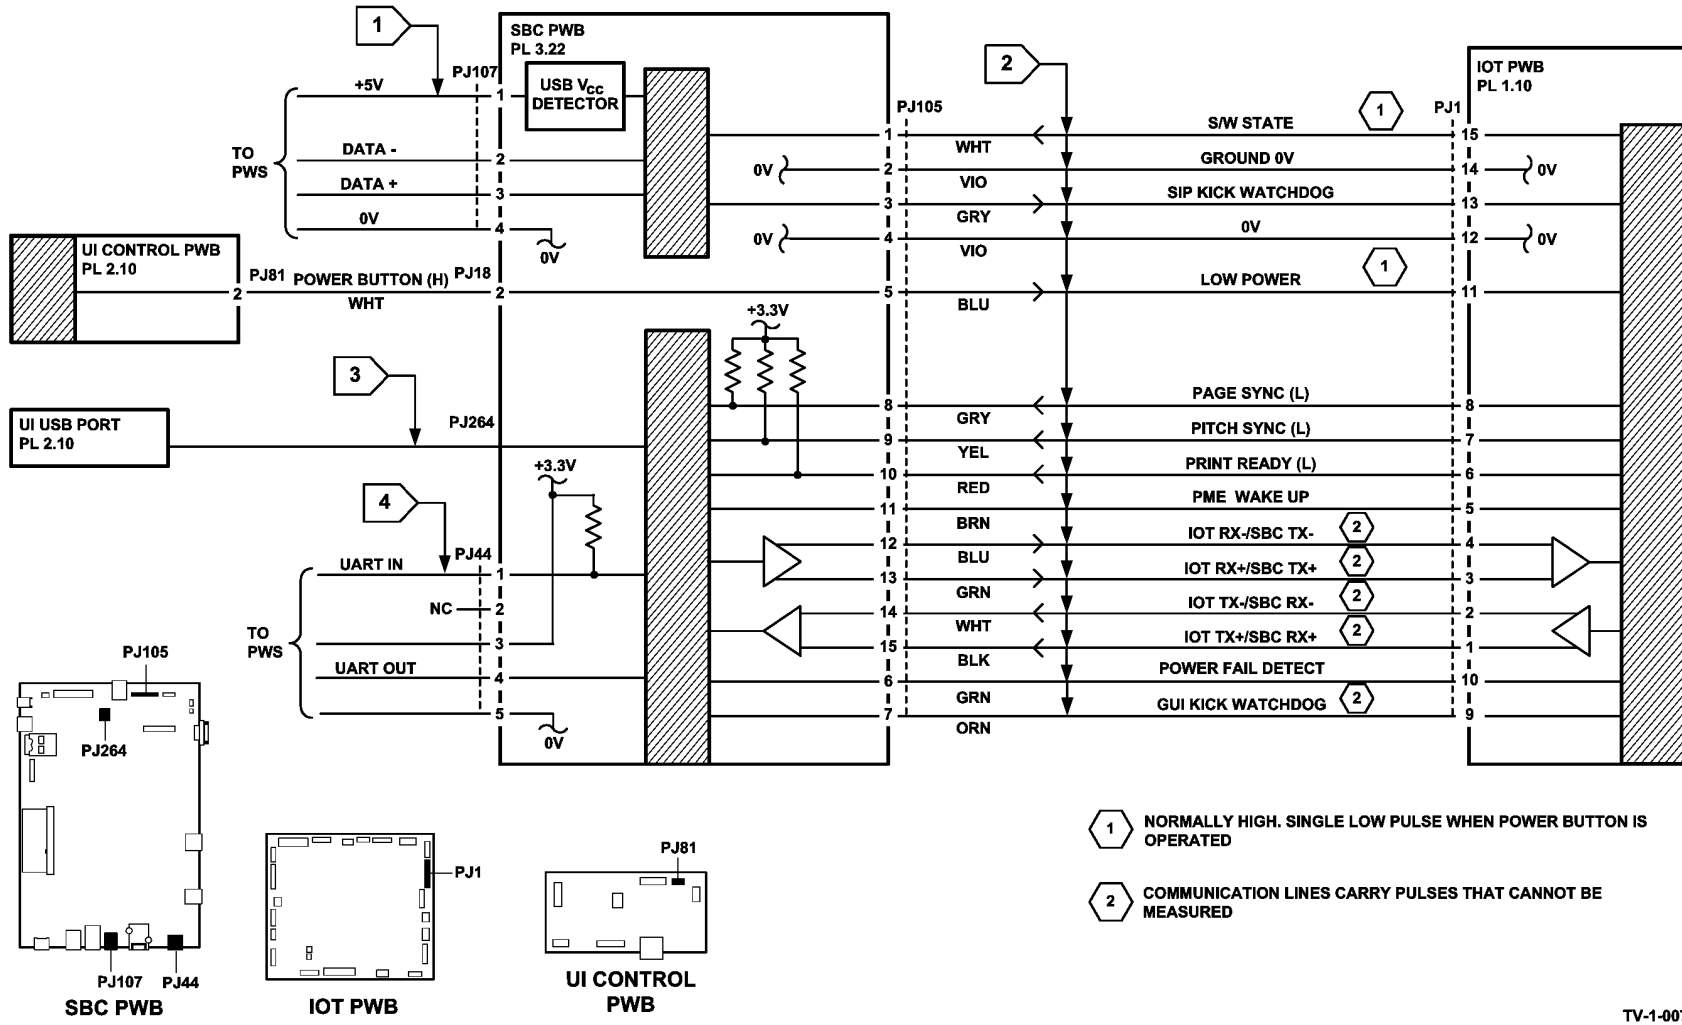 1
SBC PWB
PL 3.22
2
IOT PWB
PL 1.10
PJ107
+5V
1
USB VCC
DETECTOR
PJ105
PJ1
1
S/W STATE
1
15
WHT
TO
PWS
DATA -
2
0V
2
GROUND 0V
14
0V
VIO
DATA +
3
3
SIP KICK WATCHDOG
13
GRY
0V
4
0V
0V
4
0V
12
0V
VIO
UI CONTROL PWB
PL 2.10
2
PJ81
POWER BUTTON (H)
WHT
PJ18
2
5
LOW POWER
1
11
BLU
+3.3V
3
8
PAGE SYNC (L)
8
GRY
UI USB PORT
PL 2.10
PJ264
9
PITCH SYNC (L)
7
YEL
+3.3V
10
PRINT READY (L)
6
RED
4
11
PME WAKE UP
5
BRN
12
IOT RX-/SBC TX-
2
4
BLU
PJ44
UART IN
1
13
IOT RX+/SBC TX+
2
3
GRN
NC
2
14
IOT TX-/SBC RX-
2
2
WHT
TO
PWS
3
15
IOT TX+/SBC RX+
2
1
BLK
UART OUT
4
6
POWER FAIL DETECT
10
GRN
5
0V
7
GUI KICK WATCHDOG
2
9
ORN
PJ105
PJ264
PJ107
PJ44
SBC PWB
PJ1
IOT PWB
PJ81
UI CONTROL
PWB
1
NORMALLY HIGH. SINGLE LOW PULSE WHEN POWER BUTTON IS
OPERATED
2
COMMUNICATION LINES CARRY PULSES THAT CANNOT BE
MEASURED